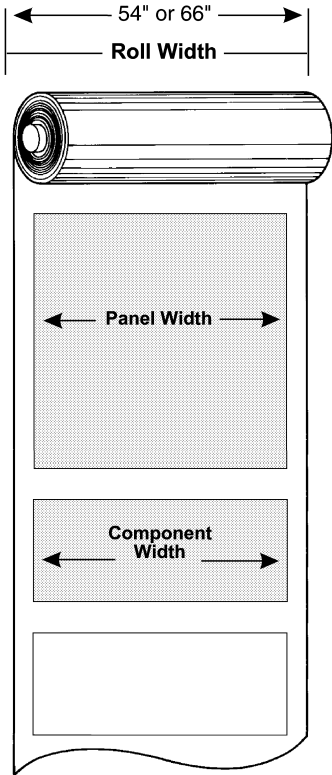 54" or 66"
Roll Width
Panel Width
Component
Width